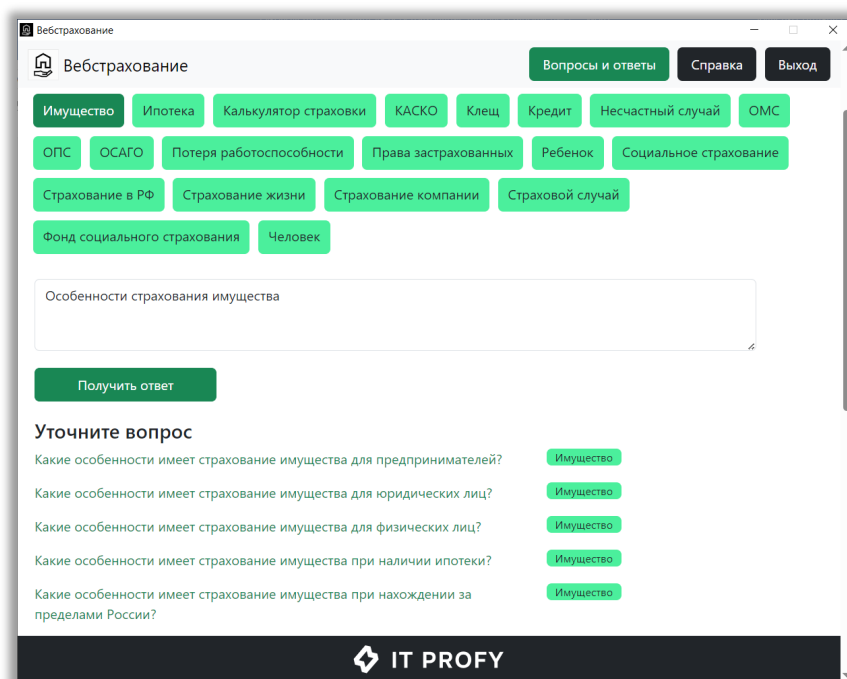 Вебстрахование
Вебстрахование Вопросы и ответы Справка Выход
Имущество Ипотека Калькулятор страховки КАСКО Клещ Кредит Несчастный случай ОМС
ОПС ОСАГО Потеря работоспособности Права застрахованных Ребенок Социальное страхование
Страхование в РФ Страхование жизни Страхование компании Страховой случай
Фонд социального страхования Человек
Особенности страхования имущества
Получить ответ
Уточните вопрос
Какие особенности имеет страхование имущества для предпринимателей? Имущество
Какие особенности имеет страхование имущества для юридических лиц? Имущество
Какие особенности имеет страхование имущества для физических лиц? Имущество
Какие особенности имеет страхование имущества при наличии ипотеки? Имущество
Какие особенности имеет страхование имущества при нахождении за Имущество
пределами России?
IT PROFY